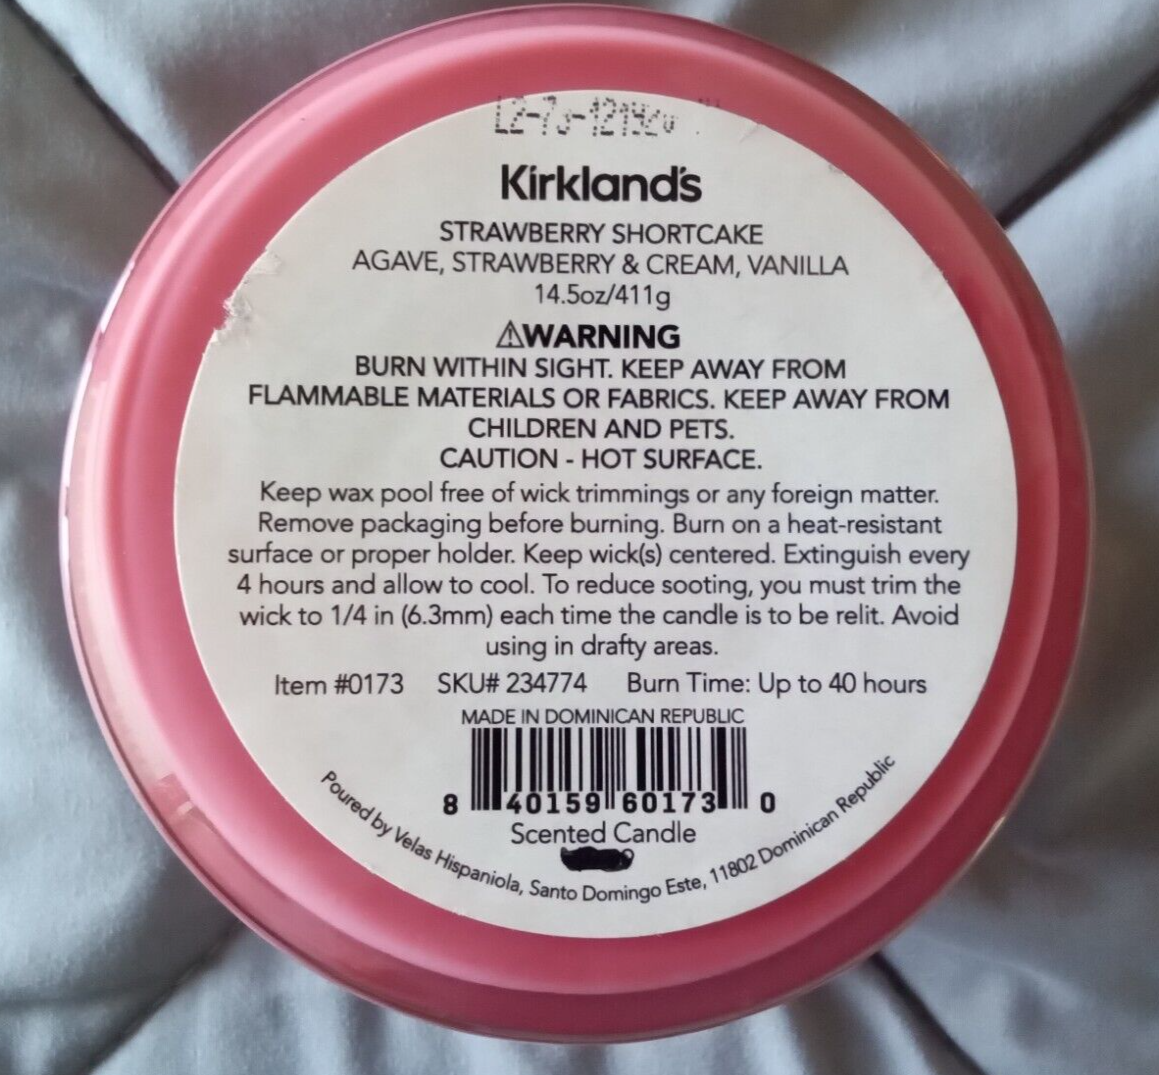 Kirkland's
STRAWBERRY SHORTCAKE
AGAVE, STRAWBERRY & CREAM, VANILLA
14.5oz/411g
⚠WARNING
BURN WITHIN SIGHT. KEEP AWAY FROM
FLAMMABLE MATERIALS OR FABRICS. KEEP AWAY FROM
CHILDREN AND PETS.
CAUTION - HOT SURFACE.
Keep wax pool free of wick trimmings or any foreign matter.
Remove packaging before burning. Burn on a heat-resistant
surface or proper holder. Keep wick(s) centered. Extinguish every
4 hours and allow to cool. To reduce sooting, you must trim the
wick to 1/4 in (6.3mm) each time the candle is to be relit. Avoid
using in drafty areas.
Item #0173 SKU# 234774 Burn Time: Up to 40 hours
MADE IN DOMINICAN REPUBLIC
8 40159 60173 0
Scented Candle
Poured by Velas Hispaniola, Santo Domingo Este, 11802 Dominican Republic